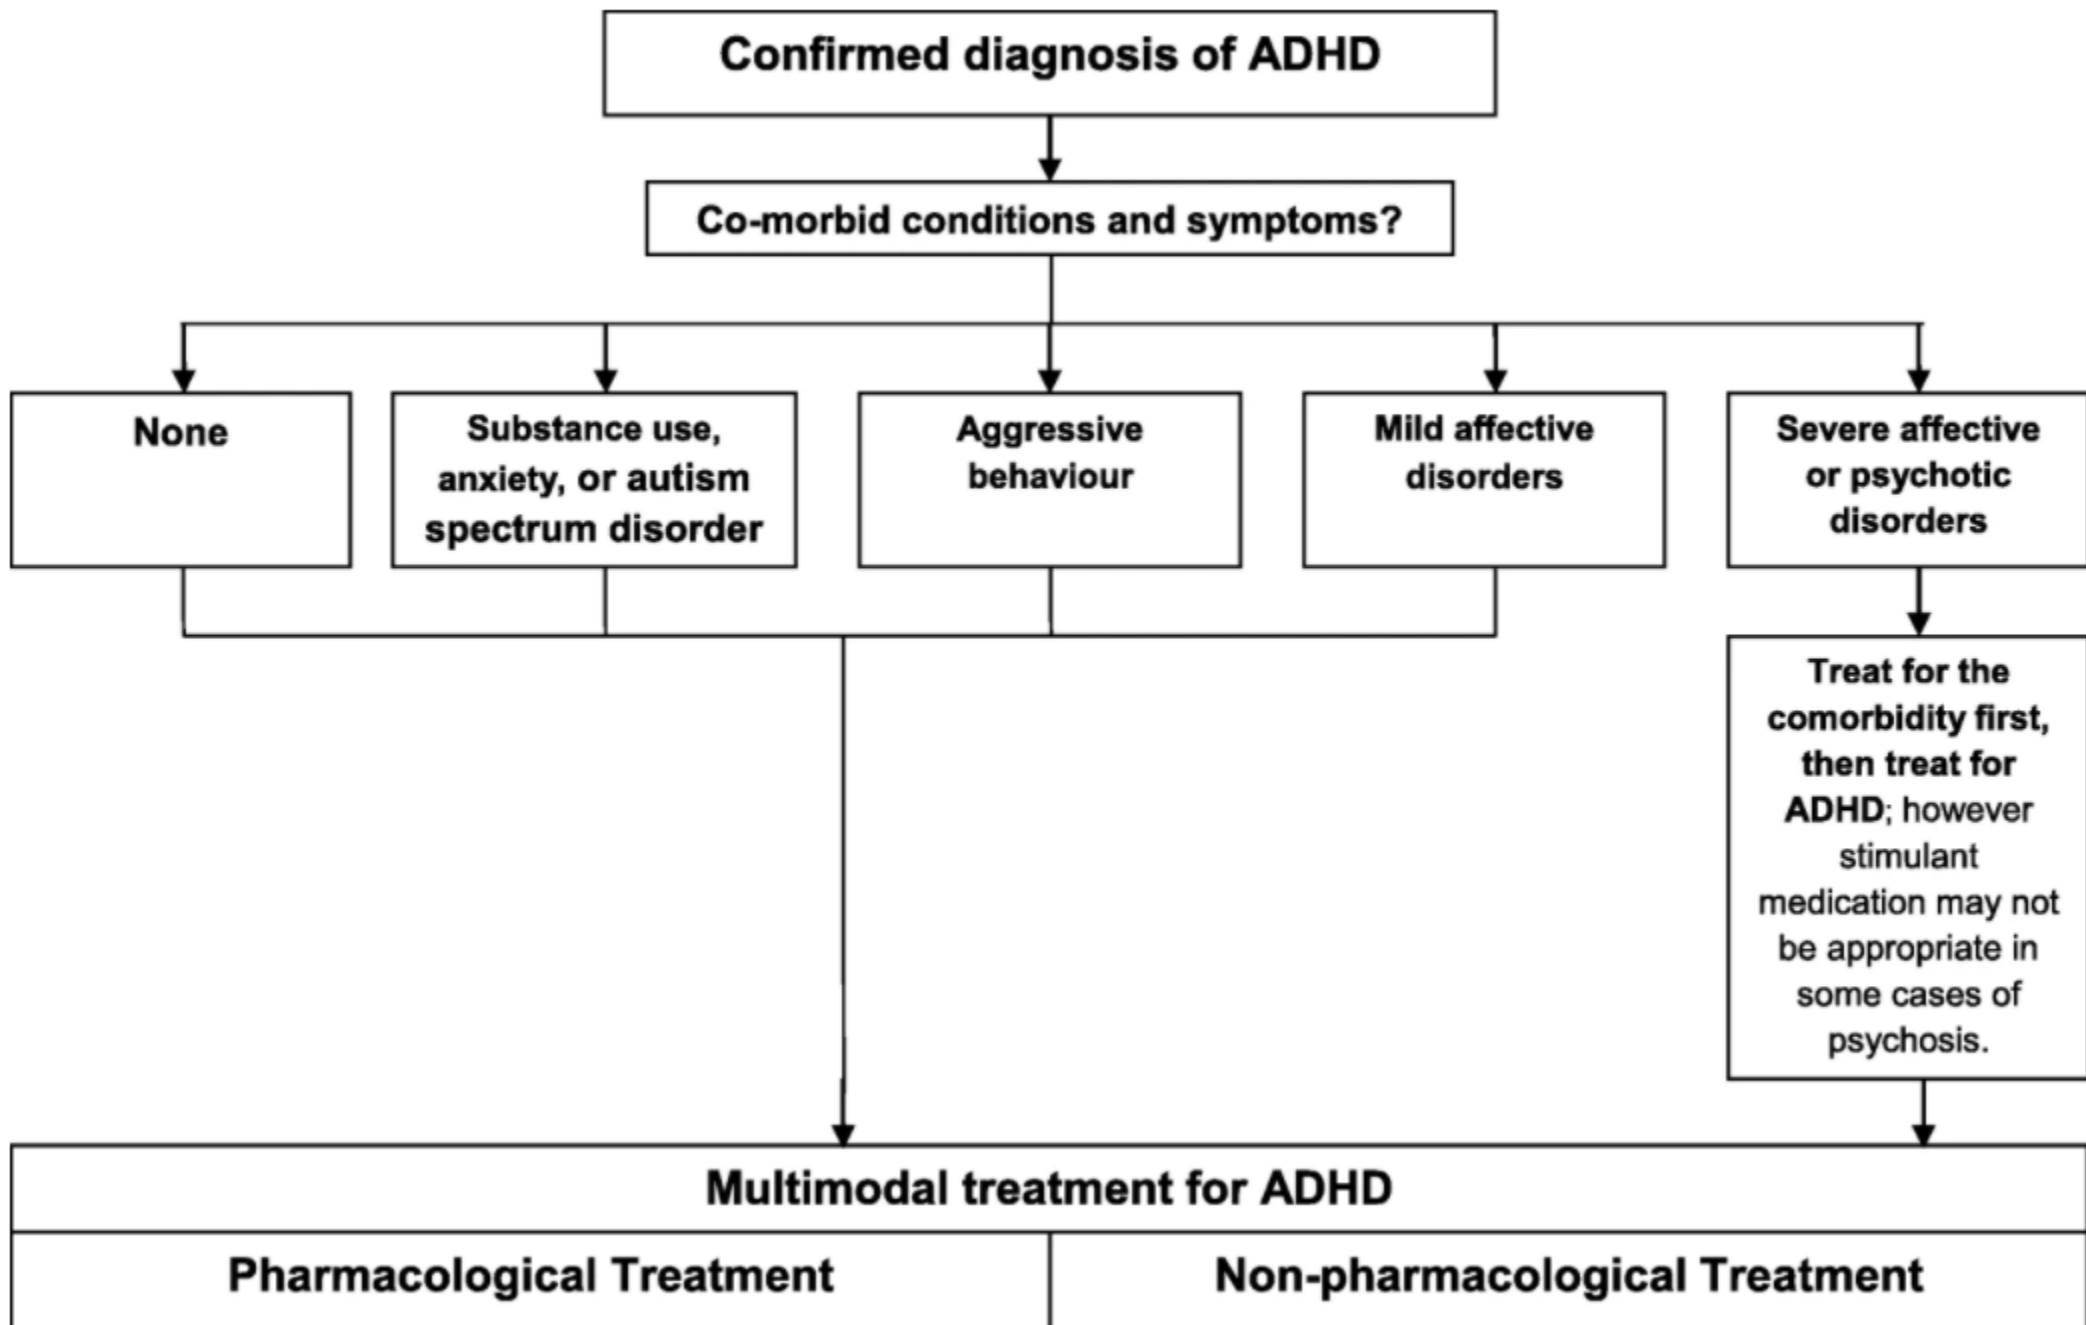 Confirmed diagnosis of ADHD
Co-morbid conditions and symptoms?
None
Substance use,
anxiety, or autism
spectrum disorder
Aggressive
behaviour
Mild affective
disorders
Severe affective
or psychotic
disorders
Treat for the
comorbidity first,
then treat for
ADHD; however
stimulant
medication may not
be appropriate in
some cases of
psychosis.
Multimodal treatment for ADHD
Pharmacological Treatment
Non-pharmacological Treatment